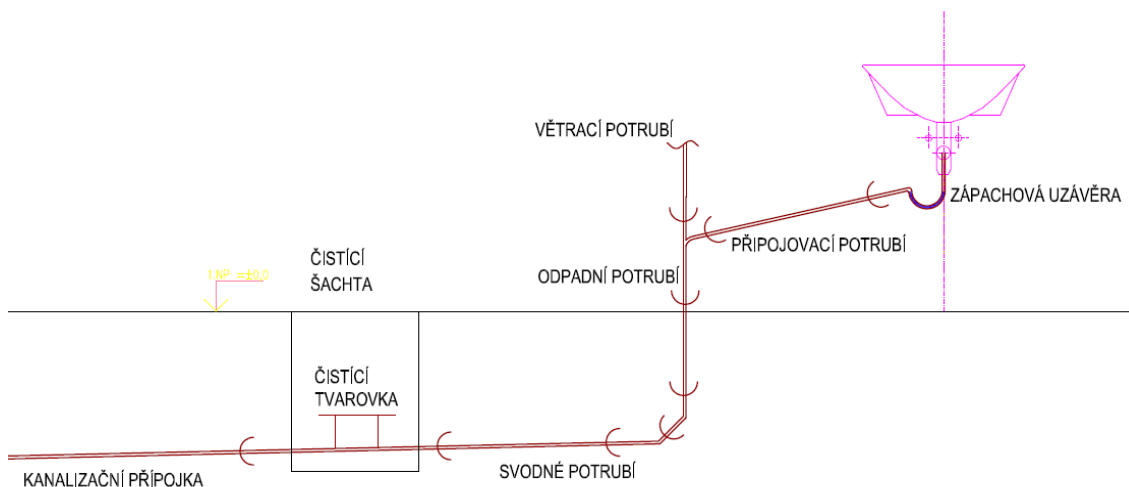 VĚTRACÍ POTRUBÍ
ZÁPACHOVÁ UZÁVĚRA
PŘIPOJOVACÍ POTRUBÍ
ČISTÍCÍ
ŠACHTA
ODPADNÍ POTRUBÍ
1.NP =±0,0
ČISTÍCÍ
TVAROVKA
SVODNÉ POTRUBÍ
KANALIZAČNÍ PŘÍPOJKA